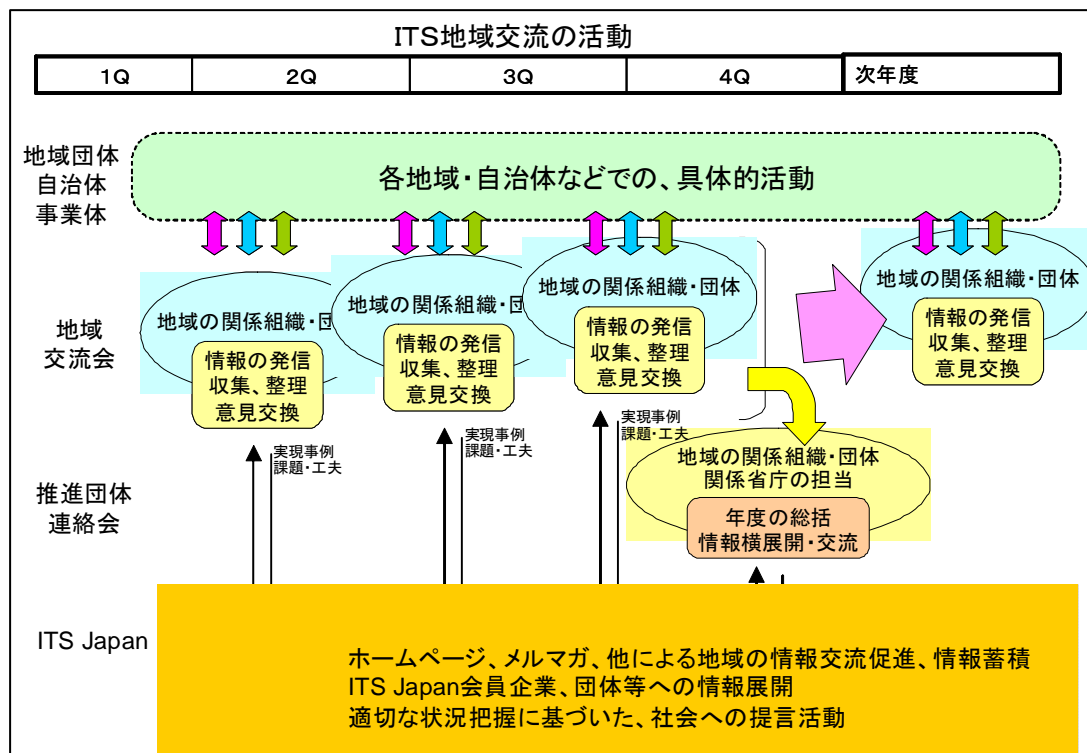 ITS地域交流の活動
1Q
2Q
3Q
4Q
次年度
地域団体
自治体
事業体
各地域・自治体などでの、具体的活動
地域
交流会
地域の関係組織・団
情報の発信
収集、整理
意見交換
地域の関係組織・団
情報の発信
収集、整理
意見交換
地域の関係組織・団体
情報の発信
収集、整理
意見交換
地域の関係組織・団体
情報の発信
収集、整理
意見交換
実現事例
課題・工夫
実現事例
課題・工夫
実現事例
課題・工夫
推進団体
連絡会
地域の関係組織・団体
関係省庁の担当
年度の総括
情報横展開・交流
ITS Japan
ホームページ、メルマガ、他による地域の情報交流促進、情報蓄積
ITS Japan会員企業、団体等への情報展開
適切な状況把握に基づいた、社会への提言活動